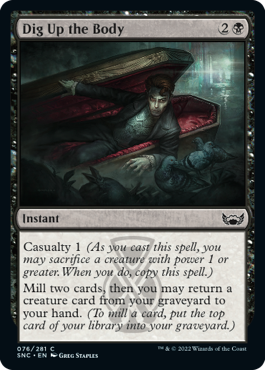 Dig Up the Body 2
Instant
Casualty 1 (As you cast this spell, you
may sacrifice a creature with power 1 or
greater. When you do, copy this spell.)
Mill two cards, then you may return a
creature card from your graveyard to
your hand. (To mill a card, put the top
card of your library into your graveyard.)
076/281 C
SNC • EN Greg Staples
™ & © 2022 Wizards of the Coast